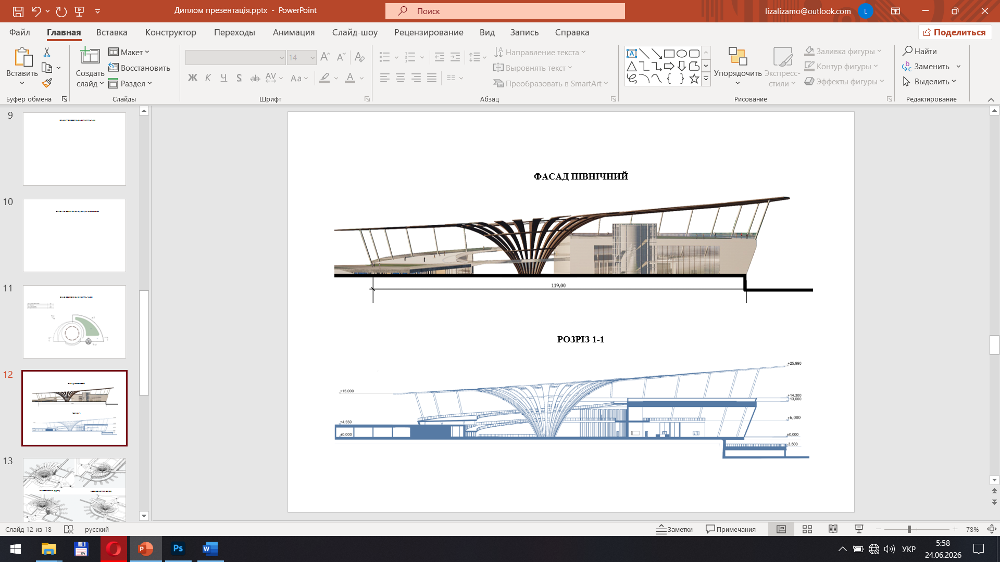 Диплом презентація.pptx - PowerPoint
Поиск
lizalizamo@outlook.com
L
Файл
Главная
Вставка
Конструктор
Переходы
Анимация
Слайд-шоу
Рецензирование
Вид
Запись
Справка
Поделиться
Вставить
Буфер обмена
Создать
слайд
Макет
Восстановить
Раздел
Слайды
14
Ж К Ч S ab AV Aa A
Шрифт
Направление текста
Выровнять текст
Преобразовать в SmartArt
Абзац
Упорядочить
Экспресс-
стили
Заливка фигуры
Контур фигуры
Эффекты фигуры
Рисование
Найти
Заменить
Выделить
Редактирование
9
10
11
12
13
ФАСАД ПІВНІЧНИЙ
119,00
РОЗРІЗ 1-1
+25,990
+15,000
+14,300
+13,000
+4.550
+6,000
±0,000
±0,000
3,500
Слайд 12 из 18
русский
Заметки
Примечания
78%
64
Ps
УКР
5:58
24.06.2026